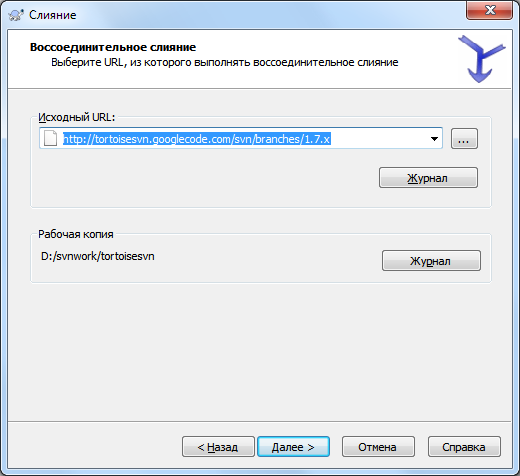 Слияние
Воссоединительное слияние
Выберите URL, из которого выполнять воссоединительное слияние
Исходный URL:
http://tortoisesvn.googlecode.com/svn/branches/1.7.x
...
Журнал
Рабочая копия
D:/svnwork/tortoisesvn
Журнал
< Назад
Далее >
Отмена
Справка